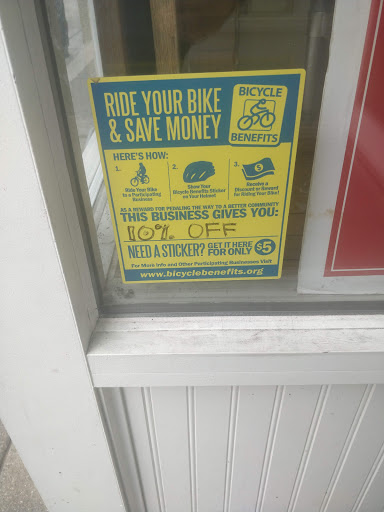 RIDE YOUR BIKE
& SAVE MONEY
BICYCLE
BENEFITS
HERE'S HOW:
1.
Ride Your Bike
to a Participating
Business
2.
Show Your
Bicycle Benefits Sticker
on Your Helmet
3.
$
Receive a
Discount or Reward
for Riding Your Bike!
AS A REWARD FOR PEDALING THE WAY TO A BETTER COMMUNITY
THIS BUSINESS GIVES YOU:
10% OFF
NEED A STICKER? GET IT HERE FOR ONLY $5
For More Info and Other Participating Businesses Visit
www.bicyclebenefits.org